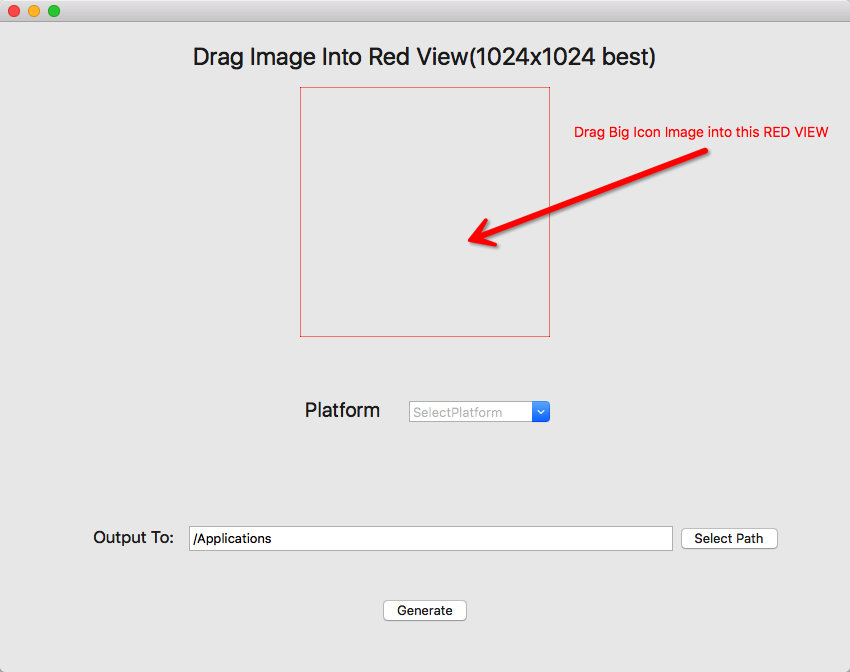 Drag Image Into Red View(1024x1024 best)
Drag Big Icon Image into this RED VIEW
Platform
SelectPlatform
Output To:
/Applications
Select Path
Generate